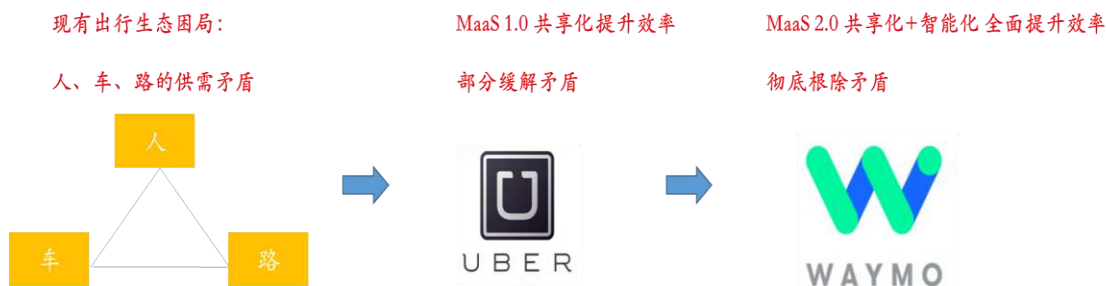 现有出行生态困局：
人、车、路的供需矛盾
人
车
路
MaaS 1.0 共享化提升效率
部分缓解矛盾
U
UBER
MaaS 2.0 共享化+智能化 全面提升效率
彻底根除矛盾
WAYMO